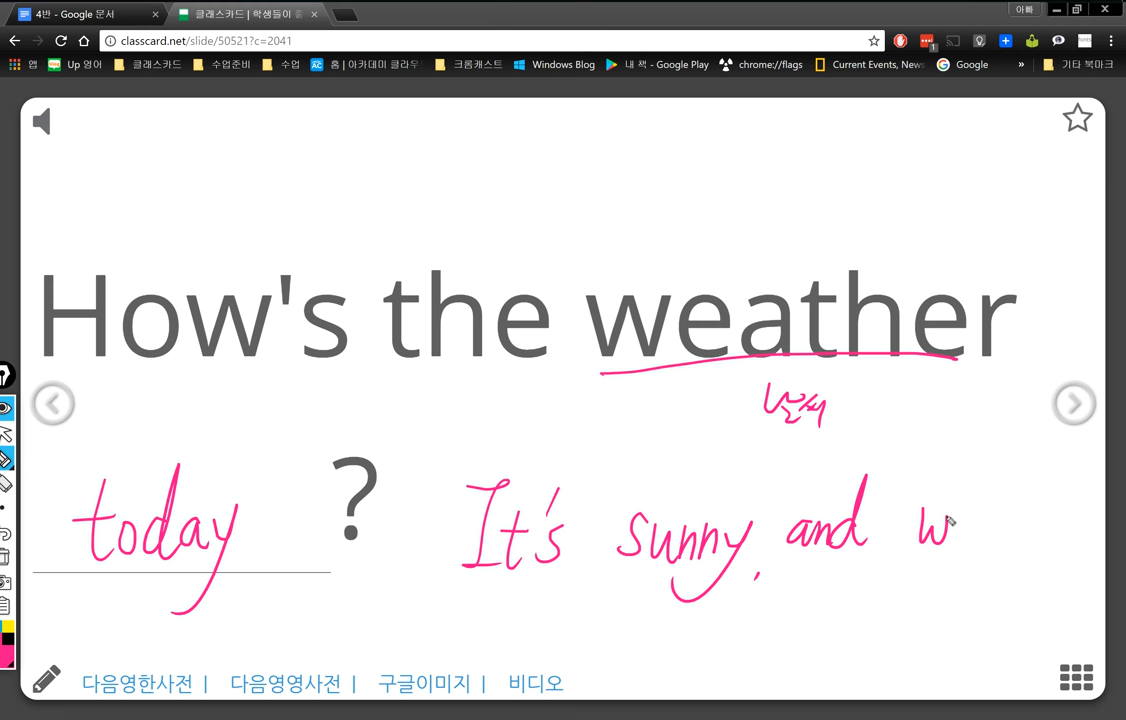 4반 - Google 문서
클래스카드 | 학생들이 좋
아빠
classcard.net/slide/50521?c=2041
앱 Up 영어 클래스카드 수업준비 수업 홈 | 아카데미 클라우 크롬캐스트 Windows Blog 내 책 - Google Play chrome://flags Current Events, News Google » 기타 북마크
How's the weather
날씨
today ? It's sunny, and w
다음영한사전 | 다음영영사전 | 구글이미지 | 비디오